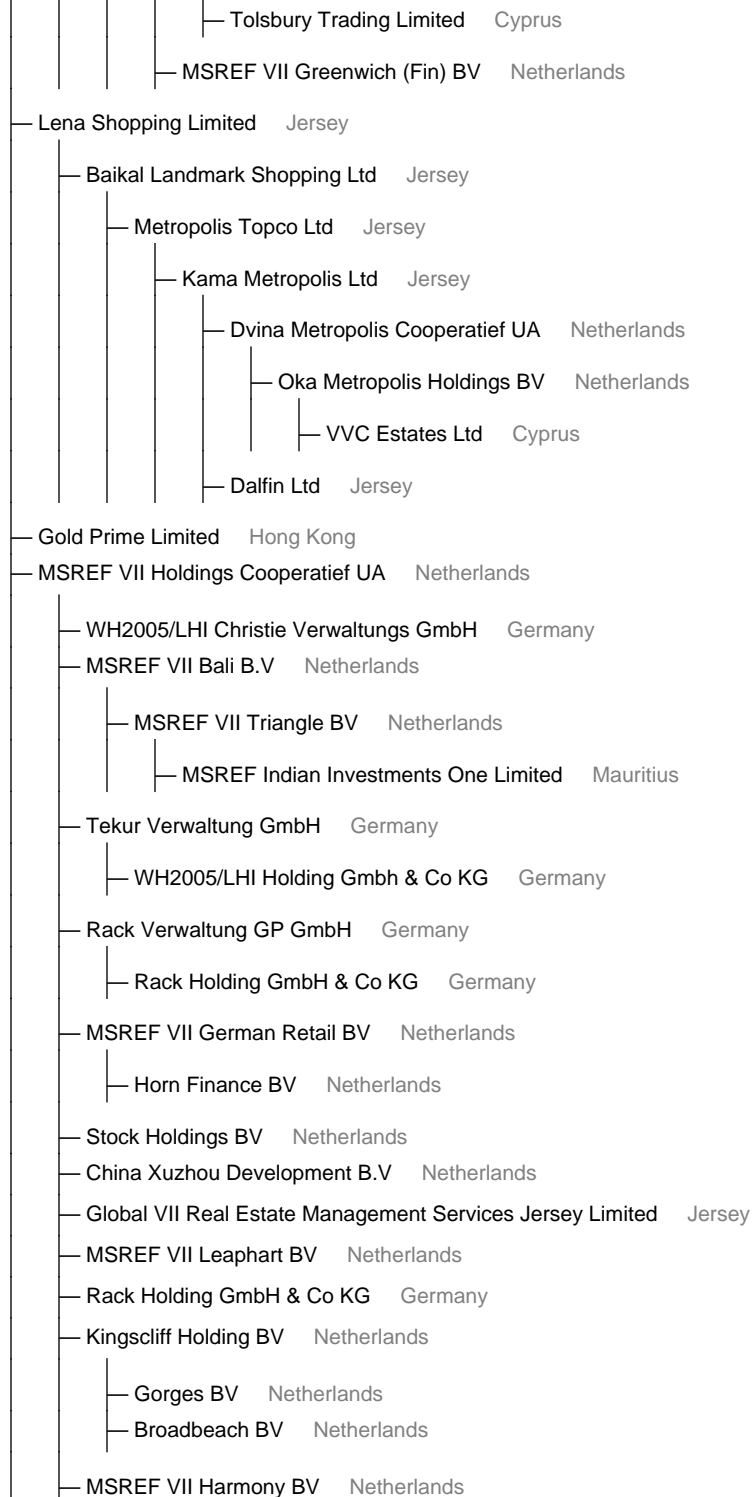 Tolsbury Trading Limited Cyprus
MSREF VII Greenwich (Fin) BV Netherlands
Lena Shopping Limited Jersey
Baikal Landmark Shopping Ltd Jersey
Metropolis Topco Ltd Jersey
Kama Metropolis Ltd Jersey
Dvina Metropolis Cooperatief UA Netherlands
Oka Metropolis Holdings BV Netherlands
VVC Estates Ltd Cyprus
Dalfin Ltd Jersey
Gold Prime Limited Hong Kong
MSREF VII Holdings Cooperatief UA Netherlands
WH2005/LHI Christie Verwaltungs GmbH Germany
MSREF VII Bali B.V Netherlands
MSREF VII Triangle BV Netherlands
MSREF Indian Investments One Limited Mauritius
Tekur Verwaltung GmbH Germany
WH2005/LHI Holding Gmbh & Co KG Germany
Rack Verwaltung GP GmbH Germany
Rack Holding GmbH & Co KG Germany
MSREF VII German Retail BV Netherlands
Horn Finance BV Netherlands
Stock Holdings BV Netherlands
China Xuzhou Development B.V Netherlands
Global VII Real Estate Management Services Jersey Limited Jersey
MSREF VII Leaphart BV Netherlands
Rack Holding GmbH & Co KG Germany
Kingscliff Holding BV Netherlands
Gorges BV Netherlands
Broadbeach BV Netherlands
MSREF VII Harmony BV Netherlands